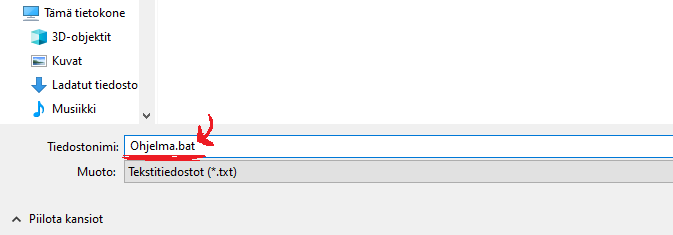 Tämä tietokone
3D-objektit
Kuvat
Ladatut tiedosto
Musiikki
Tiedostonimi: Ohjelma.bat
Muoto: Tekstitiedostot (*.txt)
Piilota kansiot